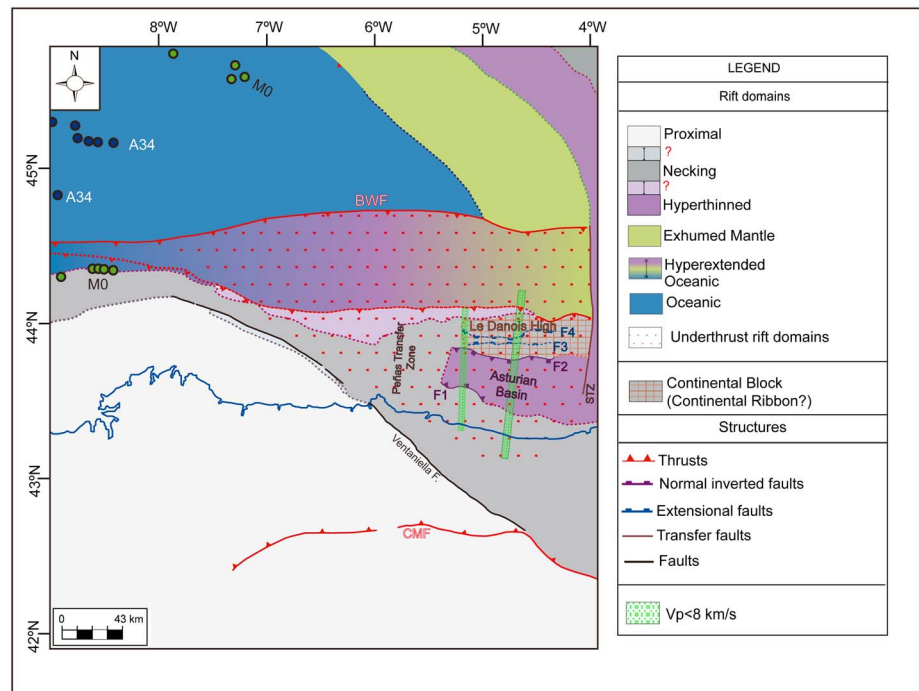 8ºW 7ºW 6ºW 5ºW 4ºW
N
45ºN
44ºN
43ºN
42ºN
M0
A34
A34
BWF
M0
Le Danois High
F4
F3
F2
F1
Asturian
Basin
Peñas Transfer
Zone
STZ
Ventaniella F.
CMF
0 43 km
LEGEND
Rift domains
Proximal
?
Necking
?
Hyperthinned
Exhumed Mantle
Hyperextended
Oceanic
Oceanic
Underthrust rift domains
Continental Block
(Continental Ribbon?)
Structures
Thrusts
Normal inverted faults
Extensional faults
Transfer faults
Faults
Vp<8 km/s